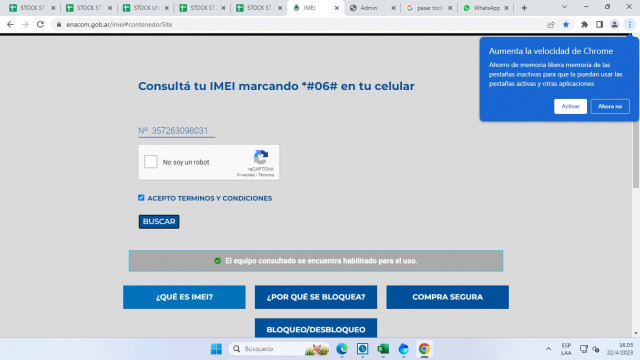 STOCK ST
STOCK ST
STOCK UN
STOCK ST
STOCK ST
IMEI
Admin
pasar toch
WhatsApp
enacom.gob.ar/imei#contenedorSite
Aumenta la velocidad de Chrome
Ahorro de memoria libera memoria de las
pestañas inactivas para que la puedan usar las
pestañas activas y otras aplicaciones
Activar
Ahora no
Consultá tu IMEI marcando *#06# en tu celular
Nº 357263098031
No soy un robot
reCAPTCHA
Privacidad - Términos
ACEPTO TERMINOS Y CONDICIONES
BUSCAR
El equipo consultado se encuentra habilitado para el uso.
¿QUÉ ES IMEI?
¿POR QUÉ SE BLOQUEA?
COMPRA SEGURA
BLOQUEO/DESBLOQUEO
Búsqueda
ESP
LAA
16:03
22/4/2023